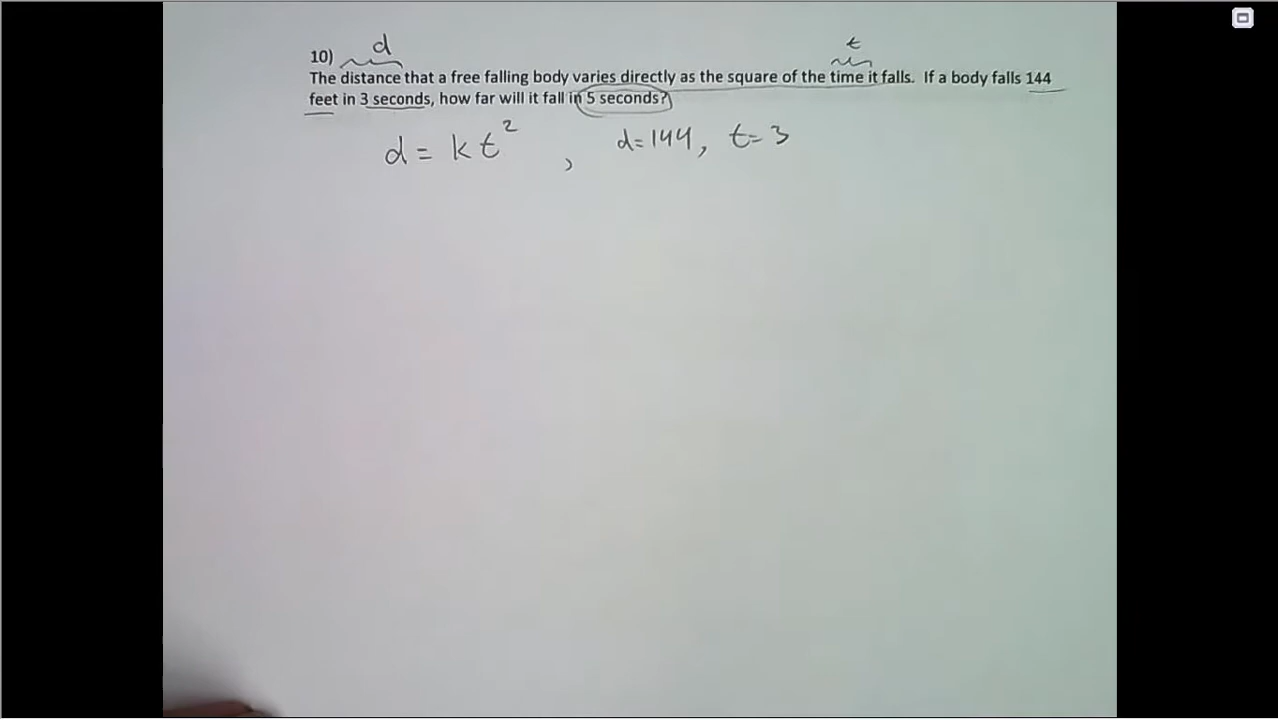 d t
10)
The distance that a free falling body varies directly as the square of the time it falls. If a body falls 144
feet in 3 seconds, how far will it fall in 5 seconds?
d = kt² , d=144, t=3